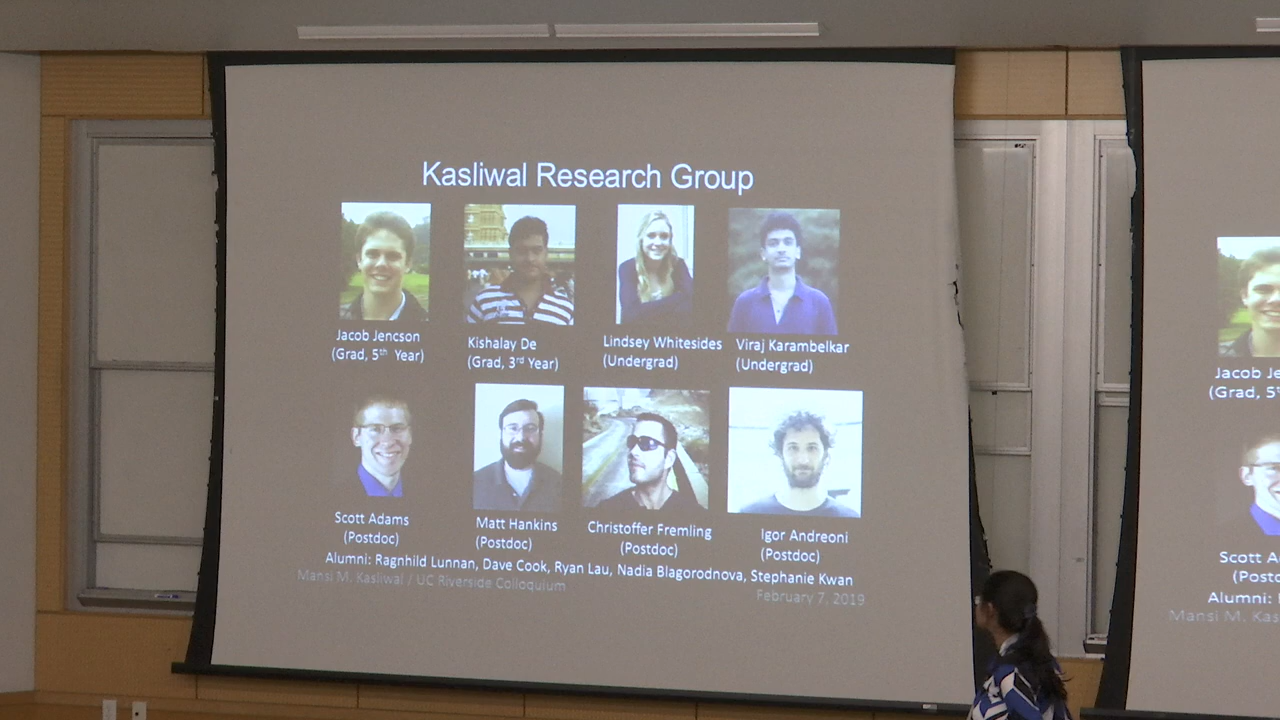 Kasliwal Research Group
Jacob Jencson
(Grad, 5th Year)
Kishalay De
(Grad, 3rd Year)
Lindsey Whitesides
(Undergrad)
Viraj Karambelkar
(Undergrad)
Scott Adams
(Postdoc)
Matt Hankins
(Postdoc)
Christoffer Fremling
(Postdoc)
Igor Andreoni
(Postdoc)
Alumni: Ragnhild Lunnan, Dave Cook, Ryan Lau, Nadia Blagorodnova, Stephanie Kwan
Mansi M. Kasliwal / UC Riverside Colloquium
February 7, 2019
Jacob Je
(Grad, 5t
Scott A
(Postd
Alumni:
Mansi M. Kas